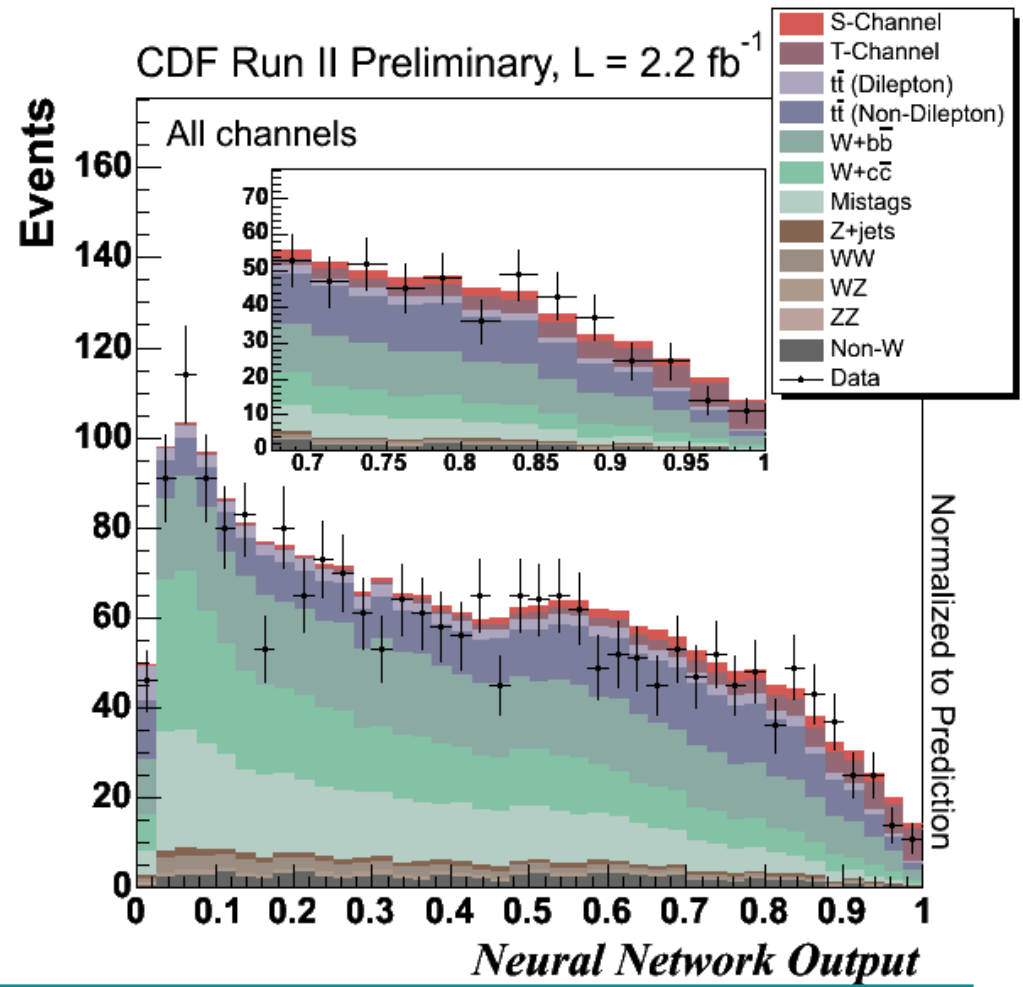 CDF Run II Preliminary, L = 2.2 fb⁻¹
S-Channel
T-Channel
tt̄ (Dilepton)
tt̄ (Non-Dilepton)
W+bb̄
W+cc̄
Mistags
Z+jets
WW
WZ
ZZ
Non-W
Data
Events
All channels
160
140
120
100
80
60
40
20
0
70
60
50
40
30
20
10
0
0.7 0.75 0.8 0.85 0.9 0.95 1
0 0.1 0.2 0.3 0.4 0.5 0.6 0.7 0.8 0.9 1
Normalized to Prediction
Neural Network Output